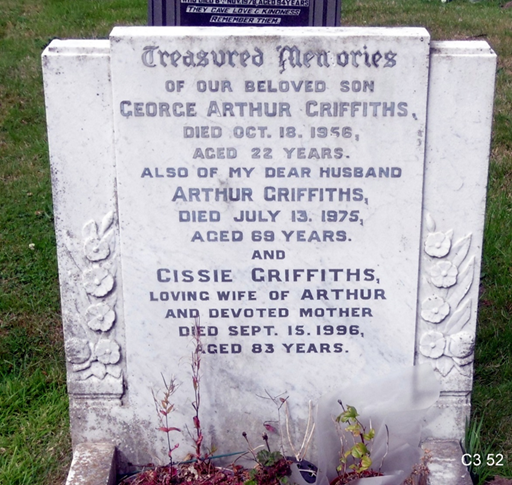 THEY GAVE LOVE & KINDNESS
REMEMBER THEM
Treasured Memories
OF OUR BELOVED SON
GEORGE ARTHUR GRIFFITHS,
DIED OCT. 18. 1956,
AGED 22 YEARS.
ALSO OF MY DEAR HUSBAND
ARTHUR GRIFFITHS,
DIED JULY 13. 1975,
AGED 69 YEARS.
AND
CISSIE GRIFFITHS,
LOVING WIFE OF ARTHUR
AND DEVOTED MOTHER
DIED SEPT. 15. 1996,
AGED 83 YEARS.
C3 52